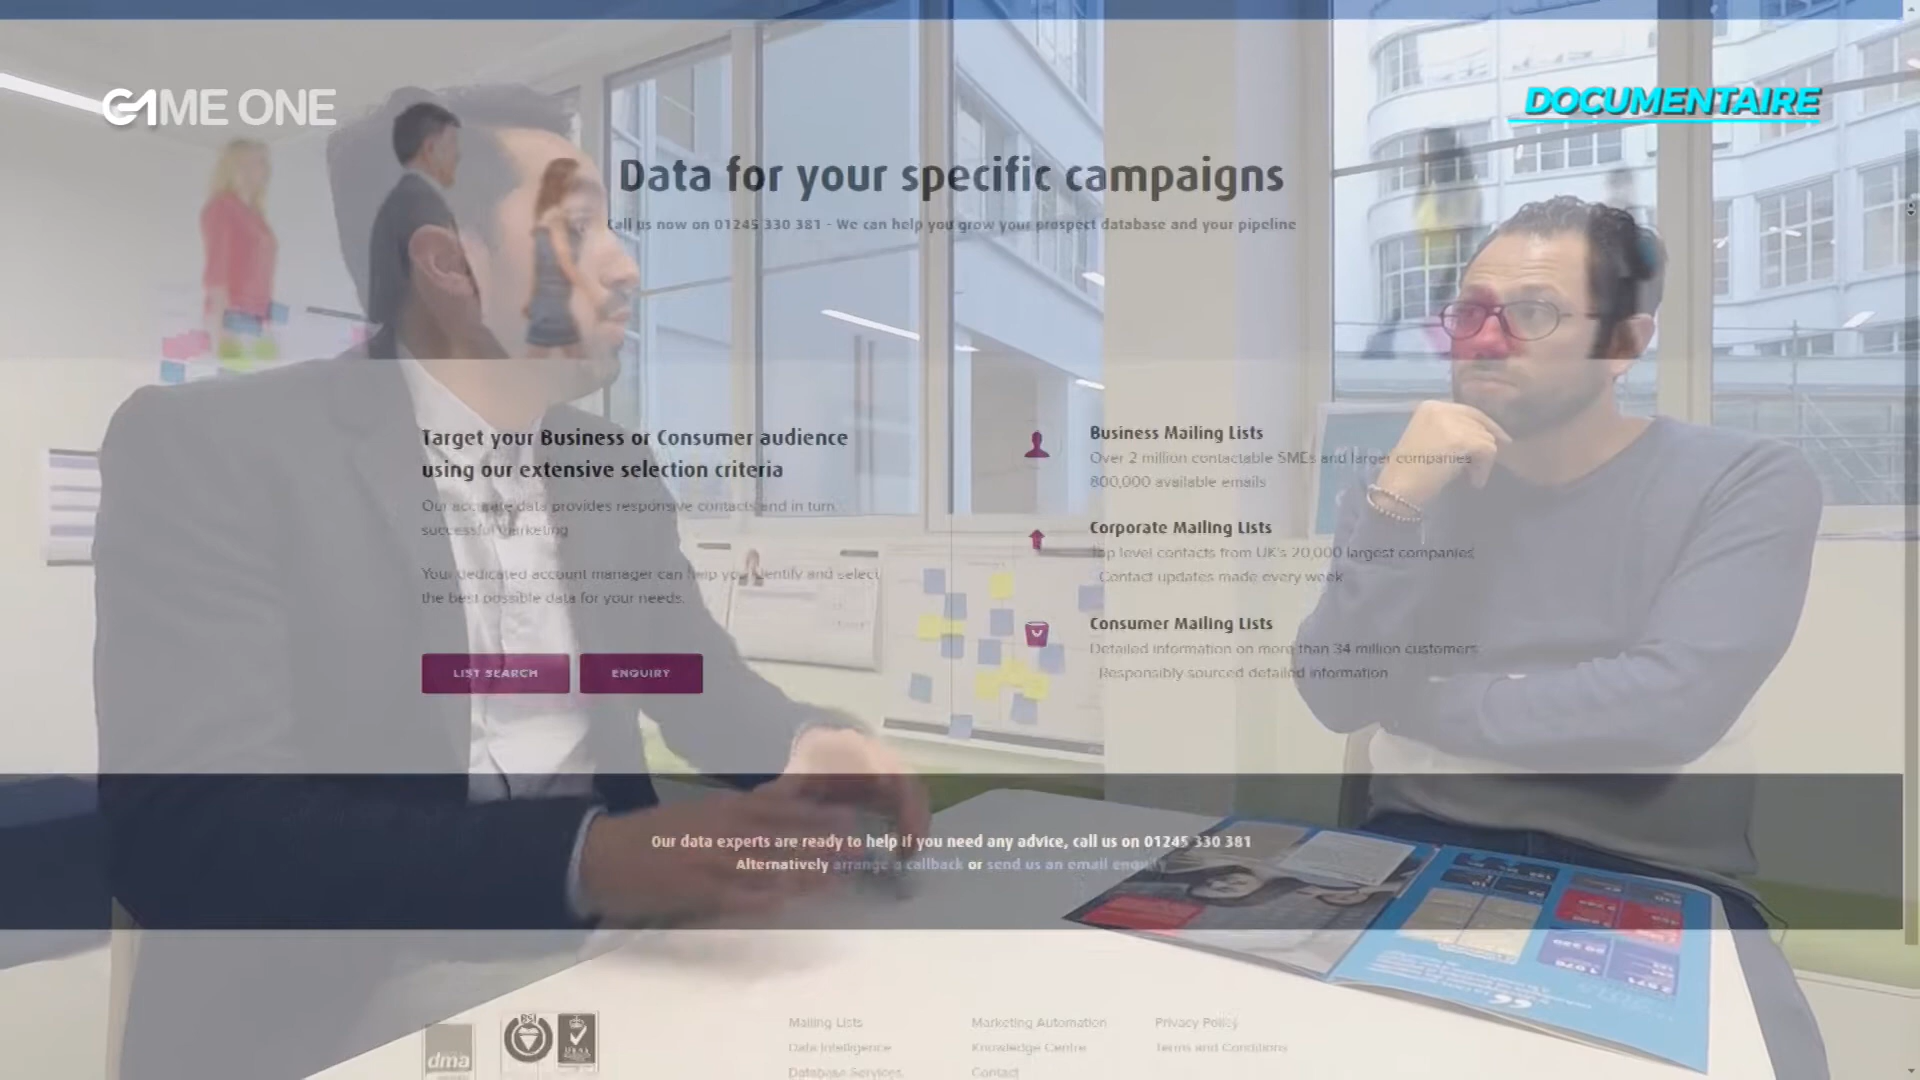 GAME ONE
DOCUMENTAIRE
Data for your specific campaigns
Call us now on 01245 330 381 - We can help you grow your prospect database and your pipeline
Target your Business or Consumer audience
using our extensive selection criteria
Our accurate data provides responsive contacts and in turn
successful marketing
Your dedicated account manager can help you identify and select
the best possible data for your needs.
LIST SEARCH
ENQUIRY
Business Mailing Lists
Over 2 million contactable SMEs and larger companies
800,000 available emails
Corporate Mailing Lists
Top level contacts from UK's 20,000 largest companies
Contact updates made every week
Consumer Mailing Lists
Detailed information on more than 34 million customers
Responsibly sourced detailed information
Our data experts are ready to help if you need any advice, call us on 01245 330 381
Alternatively arrange a callback or send us an email enquiry
dma
BSI
Mailing Lists
Marketing Automation
Privacy Policy
Data Intelligence
Knowledge Centre
Terms and Conditions
Database Services
Contact